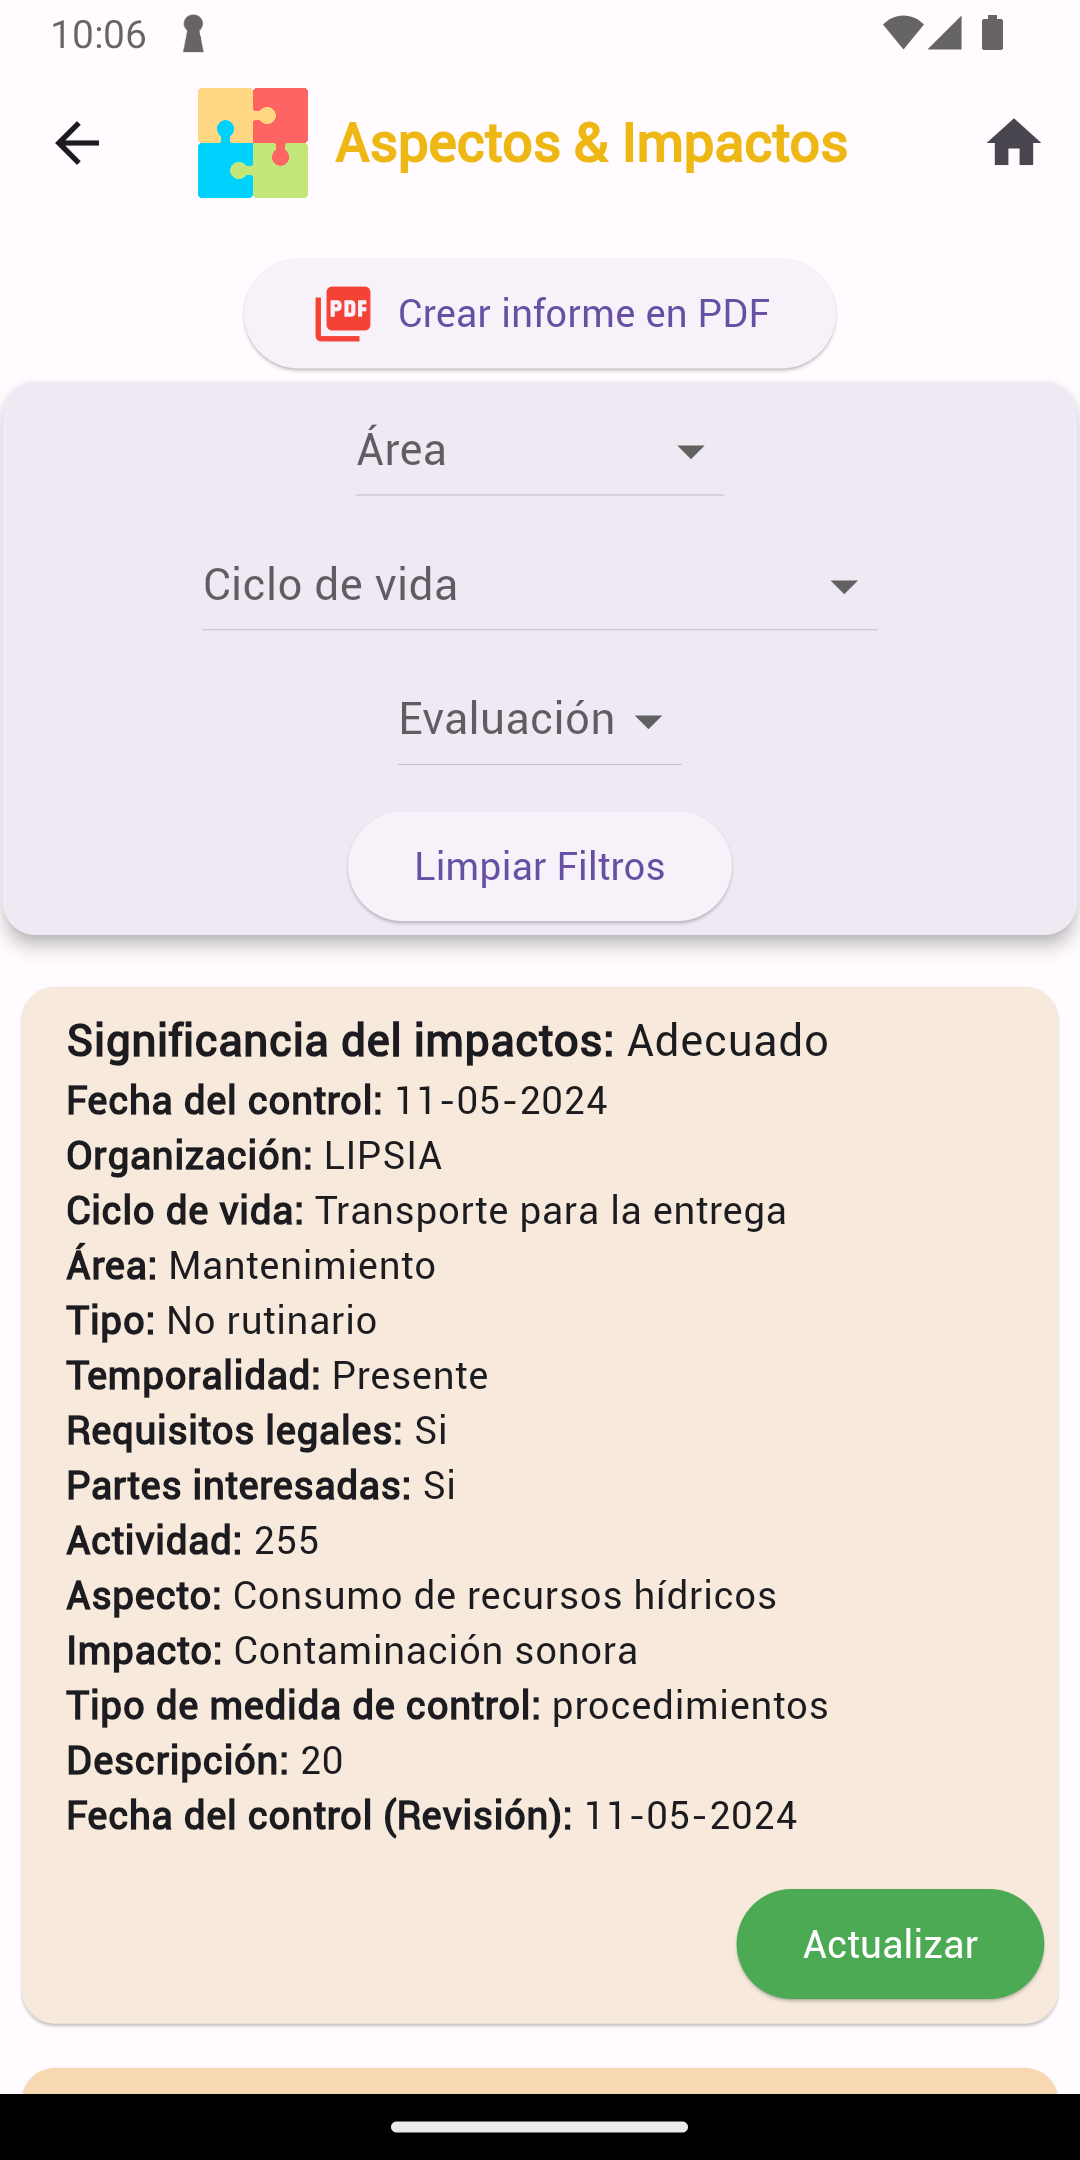 10:06
Aspectos & Impactos
PDF Crear informe en PDF
Área
Ciclo de vida
Evaluación
Limpiar Filtros
Significancia del impactos: Adecuado
Fecha del control: 11-05-2024
Organización: LIPSIA
Ciclo de vida: Transporte para la entrega
Área: Mantenimiento
Tipo: No rutinario
Temporalidad: Presente
Requisitos legales: Si
Partes interesadas: Si
Actividad: 255
Aspecto: Consumo de recursos hídricos
Impacto: Contaminación sonora
Tipo de medida de control: procedimientos
Descripción: 20
Fecha del control (Revisión): 11-05-2024
Actualizar